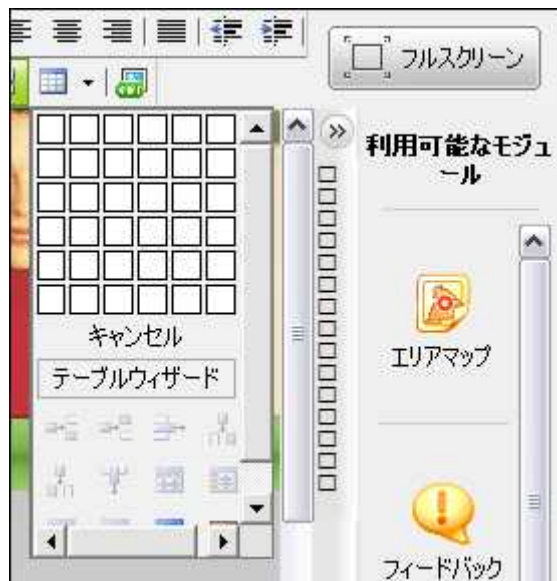 フルスクリーン
利用可能なモジュ
ール
キャンセル
テーブルウィザード
エリアマップ
フィードバック